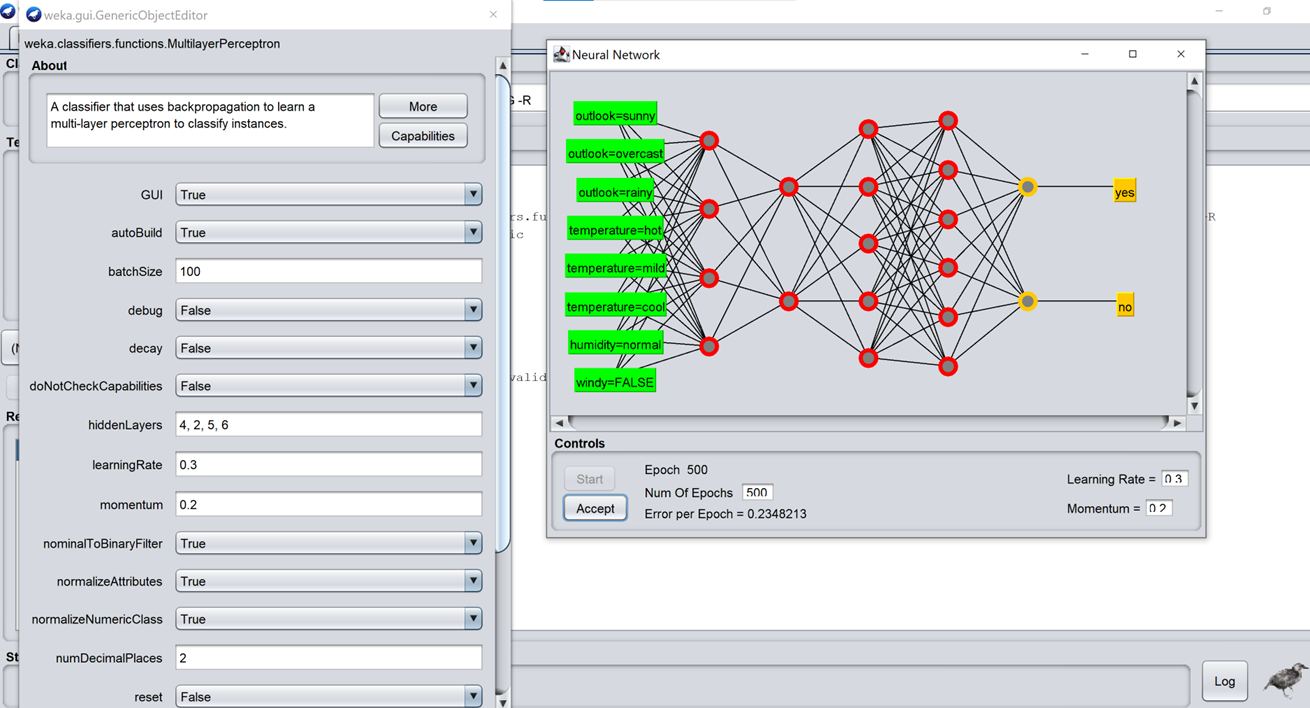 weka.gui.GenericObjectEditor
weka.classifiers.functions.MultilayerPerceptron
About
A classifier that uses backpropagation to learn a
multi-layer perceptron to classify instances.
More
Capabilities
GUI True
autoBuild True
batchSize 100
debug False
decay False
doNotCheckCapabilities False
hiddenLayers 4, 2, 5, 6
learningRate 0.3
momentum 0.2
nominalToBinaryFilter True
normalizeAttributes True
normalizeNumericClass True
numDecimalPlaces 2
reset False
-R
Neural Network
outlook=sunny
outlook=overcast
outlook=rainy
temperature=hot
temperature=mild
temperature=cool
humidity=normal
windy=FALSE
yes
no
Controls
Start
Accept
Epoch 500
Num Of Epochs 500
Error per Epoch = 0.2348213
Learning Rate = 0.3
Momentum = 0.2
Log